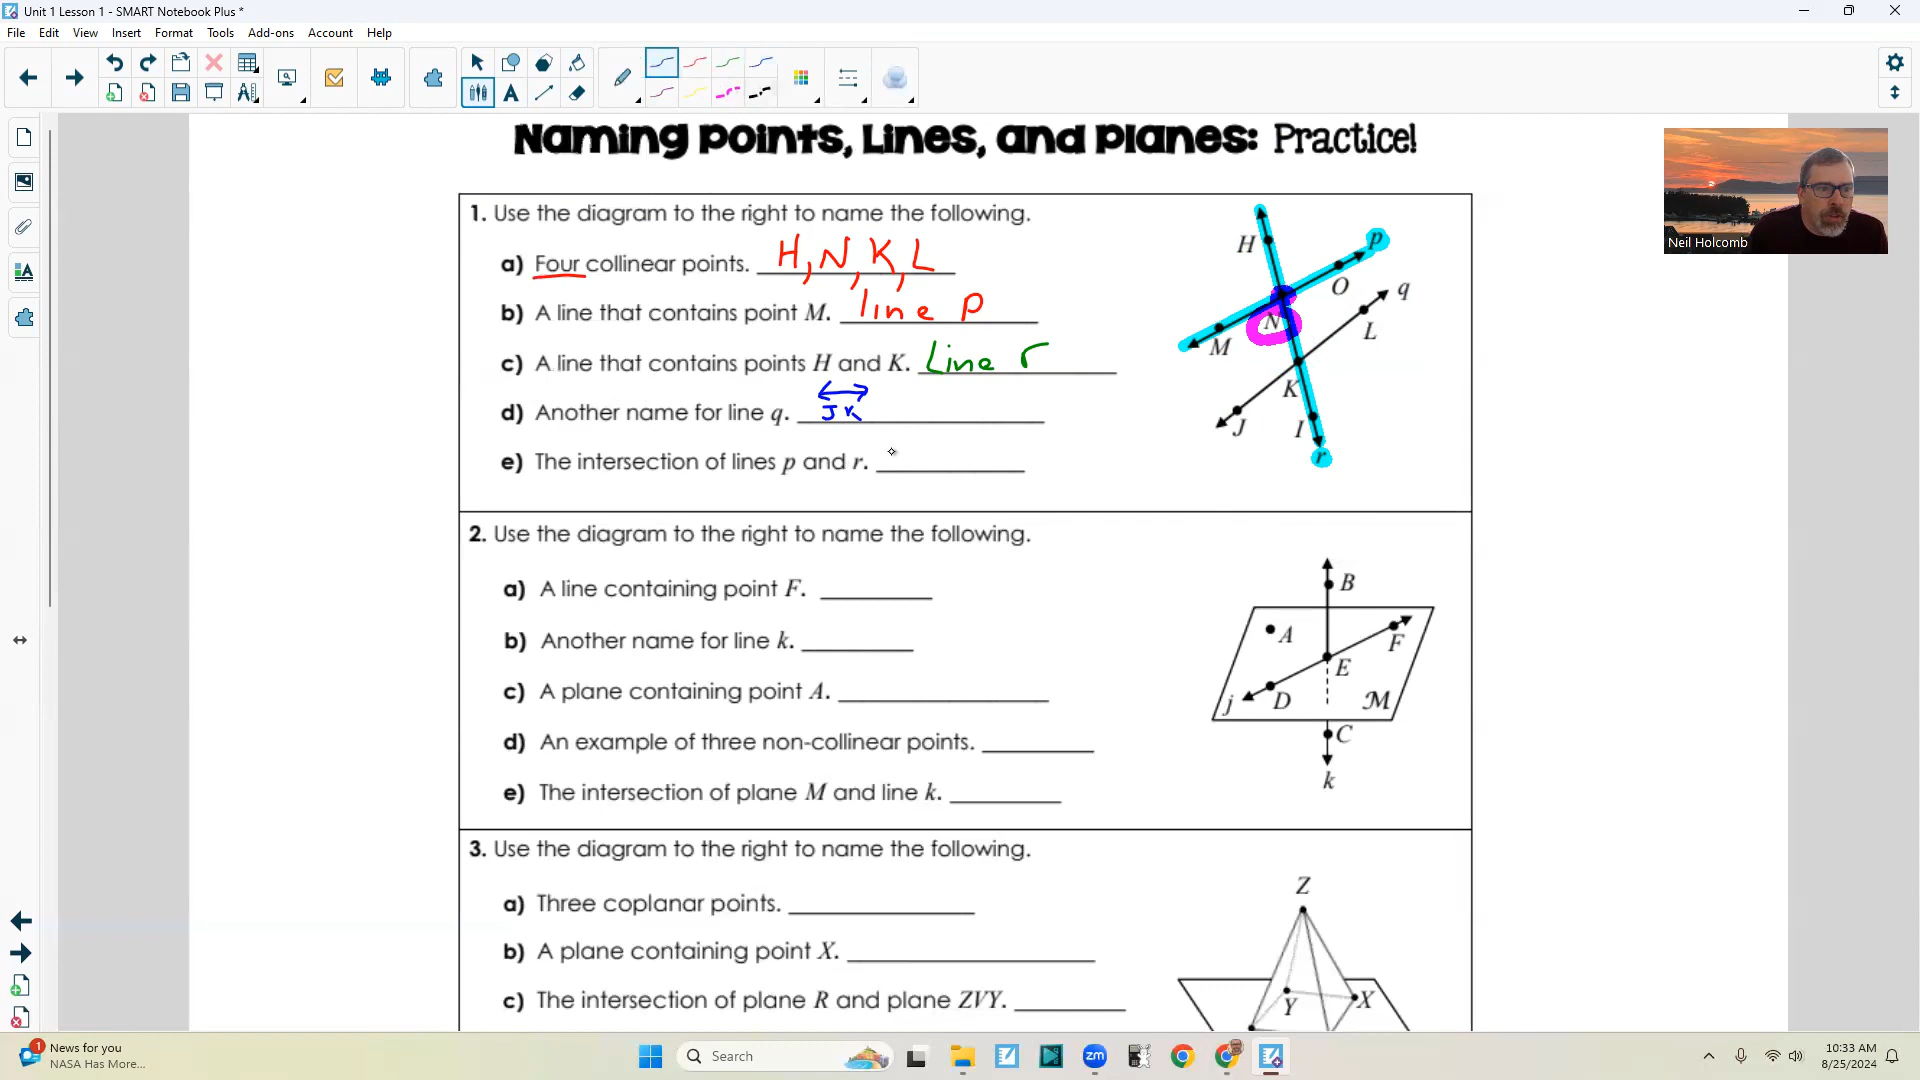 Unit 1 Lesson 1 - SMART Notebook Plus *
File Edit View Insert Format Tools Add-ons Account Help
Naming Points, Lines, and Planes: Practice!
Neil Holcomb
1. Use the diagram to the right to name the following.
a) Four collinear points. H, N, K, L
b) A line that contains point M. line p
c) A line that contains points H and K. Line r
d) Another name for line q. JK
e) The intersection of lines p and r.
H p O q N L M K J I r
2. Use the diagram to the right to name the following.
a) A line containing point F.
b) Another name for line k.
c) A plane containing point A.
d) An example of three non-collinear points.
e) The intersection of plane M and line k.
B A F E j D M C k
3. Use the diagram to the right to name the following.
a) Three coplanar points.
b) A plane containing point X.
c) The intersection of plane R and plane ZVY.
Z Y X
1
News for you
NASA Has More...
Search
zm
10:33 AM
8/25/2024